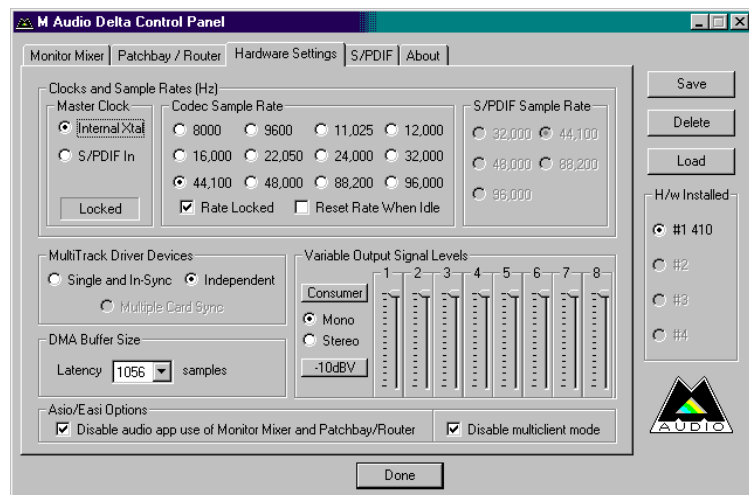 M Audio Delta Control Panel
Monitor Mixer
Patchbay / Router
Hardware Settings
S/PDIF
About
Clocks and Sample Rates (Hz)
Master Clock
Internal Xtal
S/PDIF In
Locked
Codec Sample Rate
8000 9600 11,025 12,000
16,000 22,050 24,000 32,000
44,100 48,000 88,200 96,000
Rate Locked
Reset Rate When Idle
S/PDIF Sample Rate
32,000 44,100
48,000 88,200
96,000
MultiTrack Driver Devices
Single and In-Sync
Independent
Multiple Card Sync
DMA Buffer Size
Latency 1056 samples
Variable Output Signal Levels
1 2 3 4 5 6 7 8
Consumer
Mono
Stereo
-10dBV
Asio/Easi Options
Disable audio app use of Monitor Mixer and Patchbay/Router
Disable multiclient mode
Save
Delete
Load
H/w Installed
#1 410
#2
#3
#4
M
AUDIO
Done